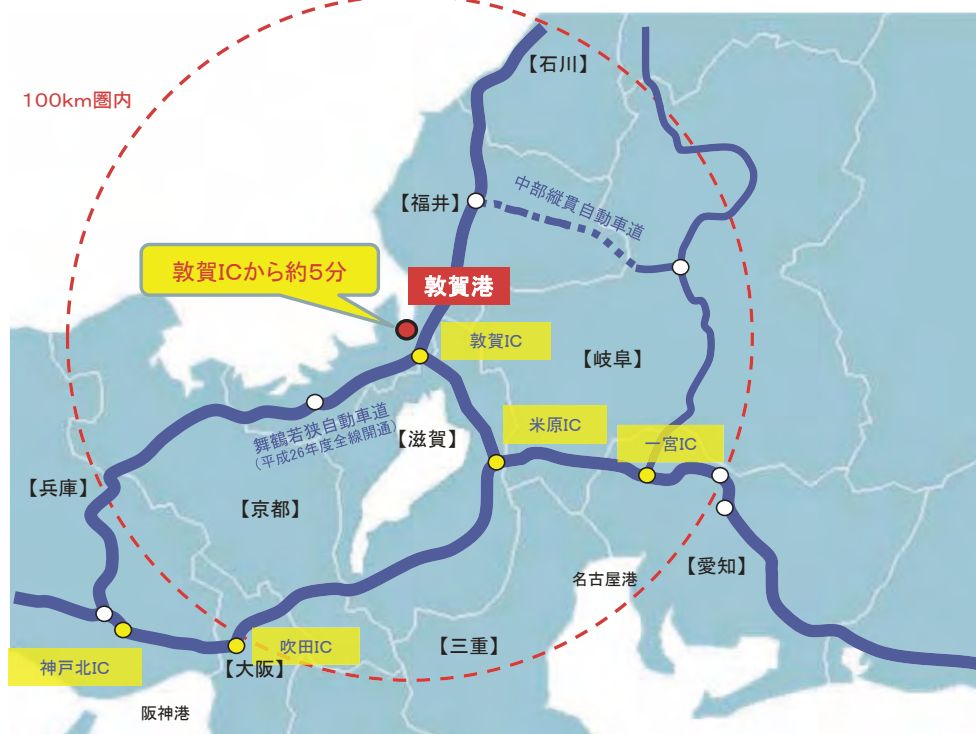 【石川】
100km圏内
中部縦貫自動車道
【福井】
敦賀ICから約5分
敦賀港
敦賀IC
【岐阜】
舞鶴若狭自動車道
(平成26年度全線開通)
【滋賀】
米原IC
一宮IC
【兵庫】
【京都】
【愛知】
名古屋港
【三重】
吹田IC
【大阪】
神戸北IC
阪神港